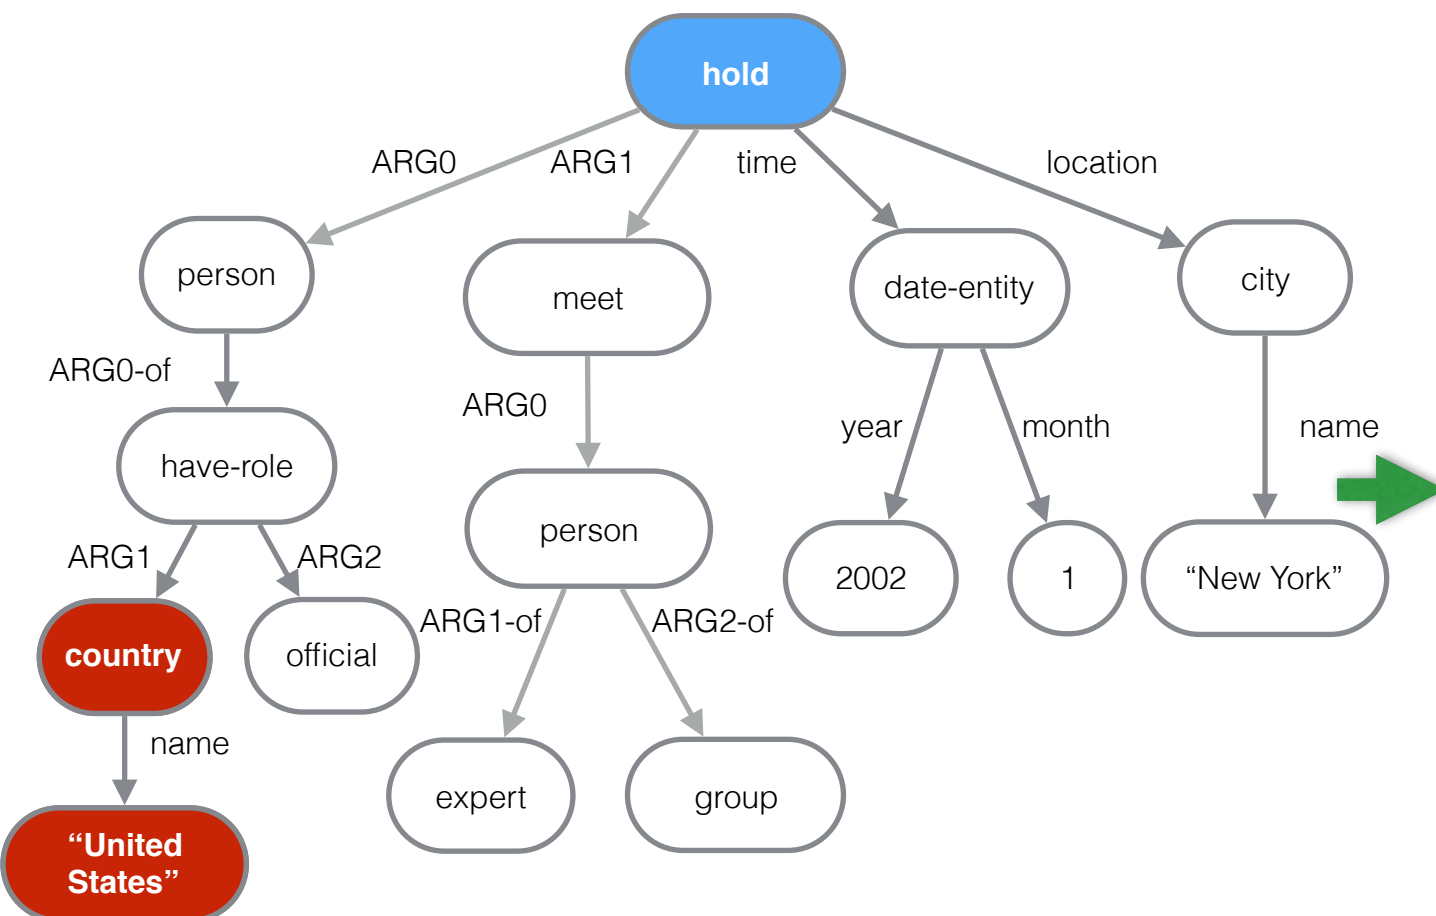 hold
ARG0
ARG1
time
location
person
meet
date-entity
city
ARG0-of
ARG0
year
month
name
have-role
person
ARG1
ARG2
2002
1
“New York”
country
official
ARG1-of
ARG2-of
name
expert
group
“United
States”